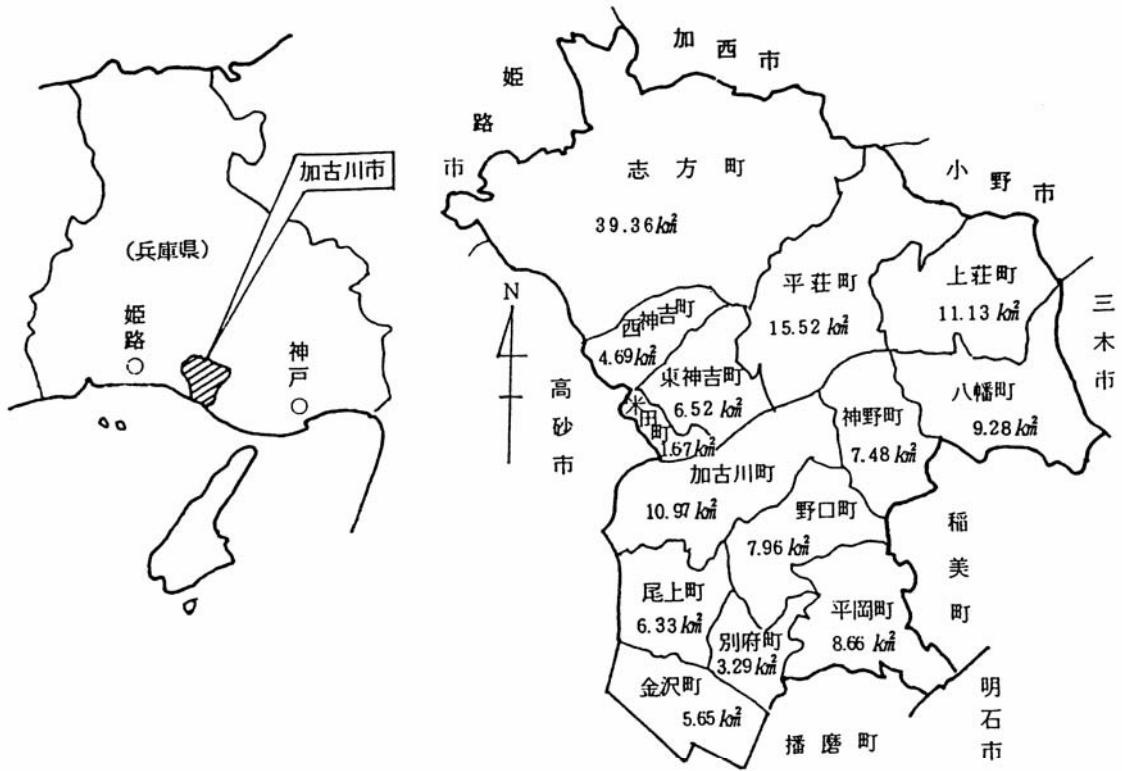 加古川市
(兵庫県)
姫路
神戸
N
加西市
姫路市
小野市
三木市
高砂市
稲美町
明石市
播磨町
志方町
39.36km²
平荘町
15.52km²
上荘町
11.13km²
西神吉町
4.69km²
東神吉町
6.52km²
米田町
1.67km²
八幡町
9.28km²
神野町
7.48km²
加古川町
10.97km²
野口町
7.96km²
尾上町
6.33km²
別府町
3.29km²
平岡町
8.66km²
金沢町
5.65km²